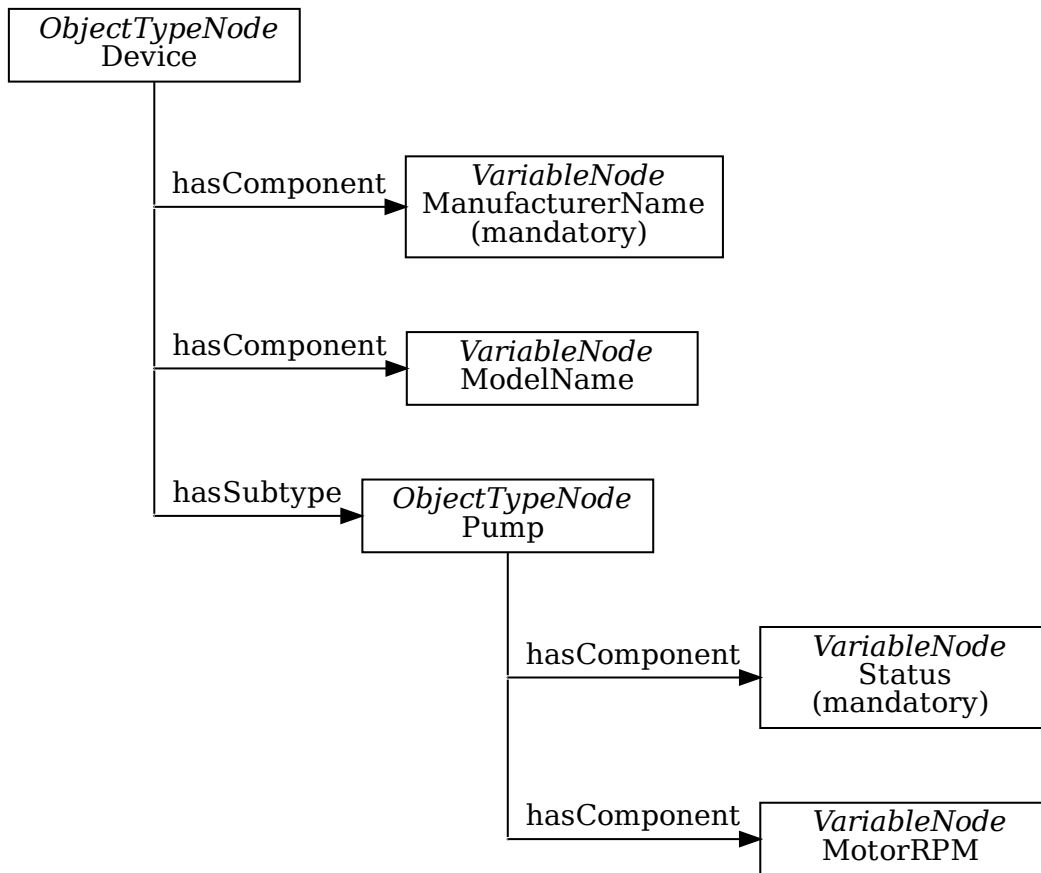 ObjectTypeNode
Device
hasComponent
VariableNode
ManufacturerName
(mandatory)
hasComponent
VariableNode
ModelName
hasSubtype
ObjectTypeNode
Pump
hasComponent
VariableNode
Status
(mandatory)
hasComponent
VariableNode
MotorRPM